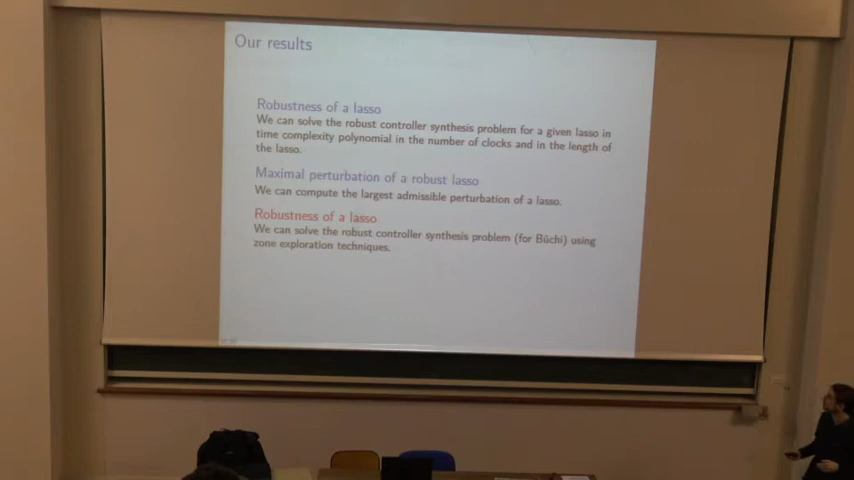 Our results
Robustness of a lasso
We can solve the robust controller synthesis problem for a given lasso in
time complexity polynomial in the number of clocks and in the length of
the lasso.
Maximal perturbation of a robust lasso
We can compute the largest admissible perturbation of a lasso.
Robustness of a lasso
We can solve the robust controller synthesis problem (for Büchi) using
zone exploration techniques.